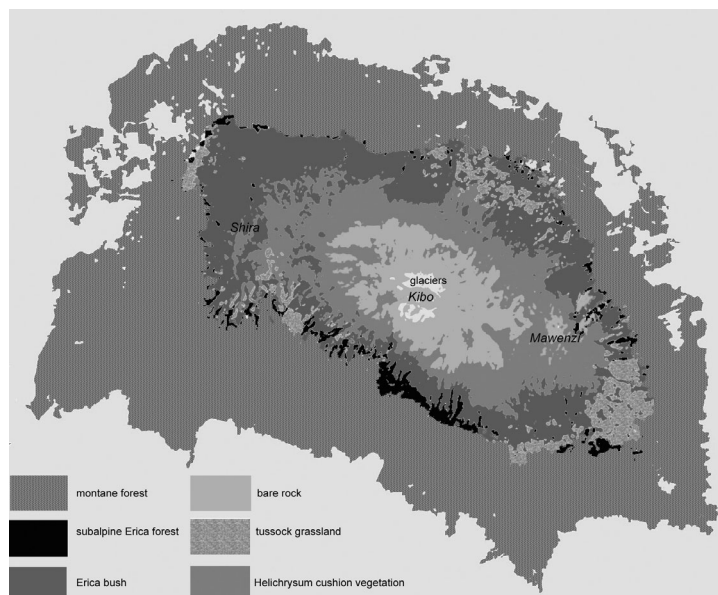 Shira
glaciers
Kibo
Mawenzi
montane forest
bare rock
subalpine Erica forest
tussock grassland
Erica bush
Helichrysum cushion vegetation